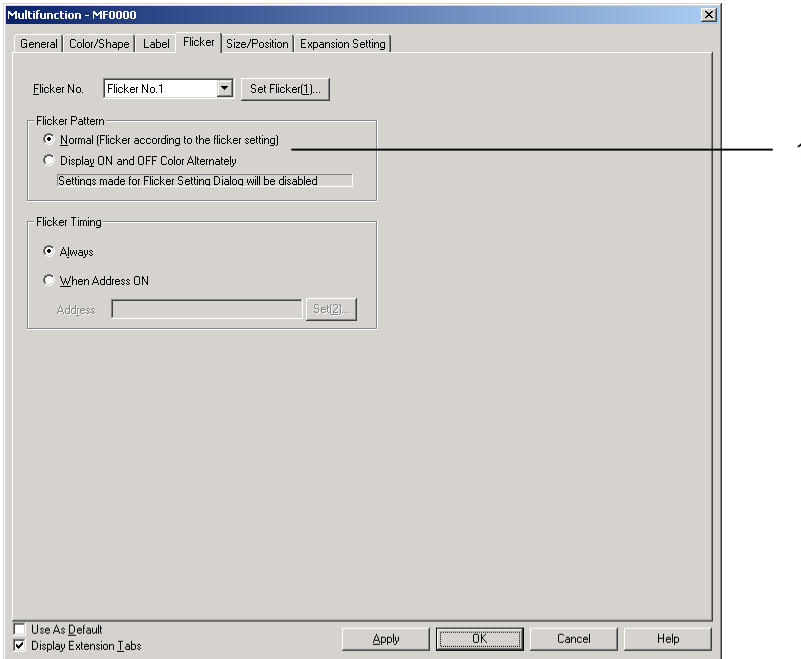 Multifunction - MF0000
General Color/Shape Label Flicker Size/Position Expansion Setting
Flicker No. Flicker No.1 Set Flicker(1)...
Flicker Pattern
Normal (Flicker according to the flicker setting)
Display ON and OFF Color Alternately
Settings made for Flicker Setting Dialog will be disabled
Flicker Timing
Always
When Address ON
Address Set(2)...
Use As Default
Display Extension Tabs
Apply OK Cancel Help